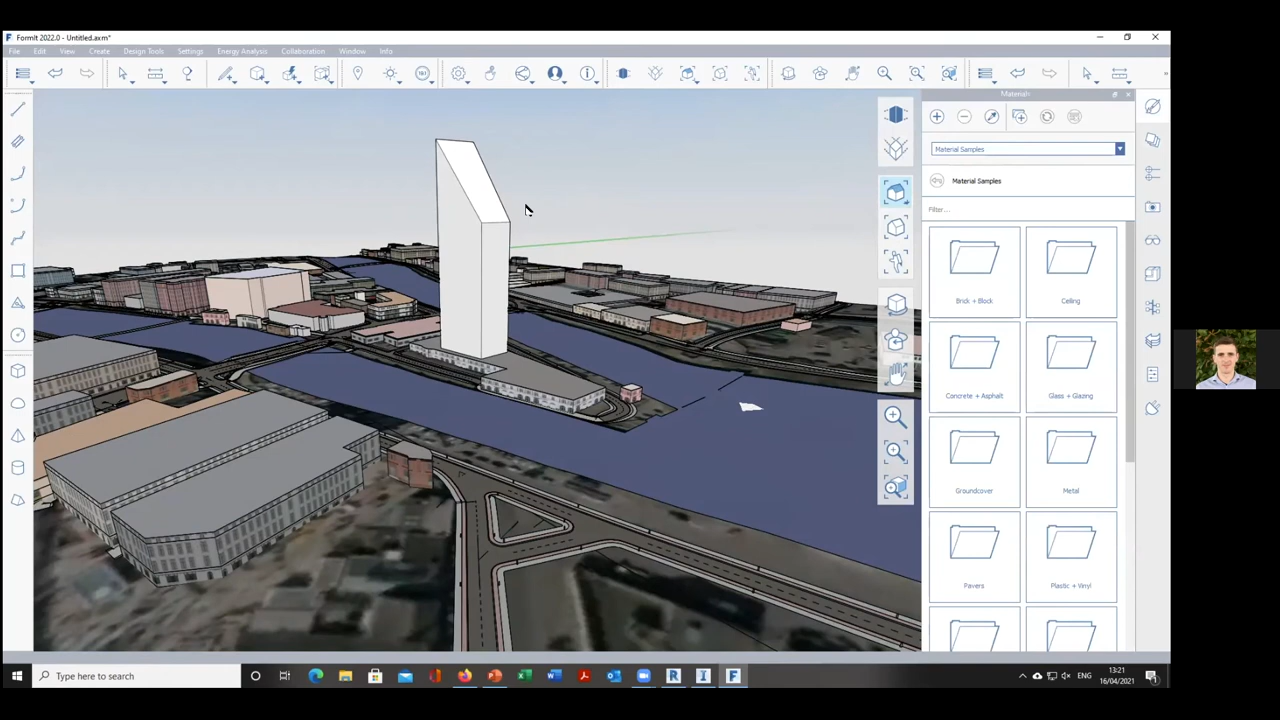 FormIt 2022.0 - Untitled.axm*
File Edit View Create Design Tools Settings Energy Analysis Collaboration Window Info
Materials
Material Samples
Material Samples
Filter...
Brick + Block
Ceiling
Concrete + Asphalt
Glass + Glazing
Groundcover
Metal
Pavers
Plastic + Vinyl
Type here to search
ENG
13:21
16/04/2021